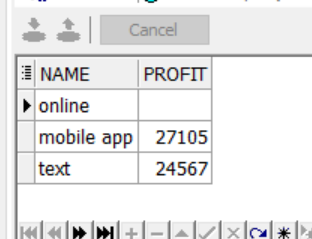 Cancel
NAME PROFIT
online
mobile app 27105
text 24567